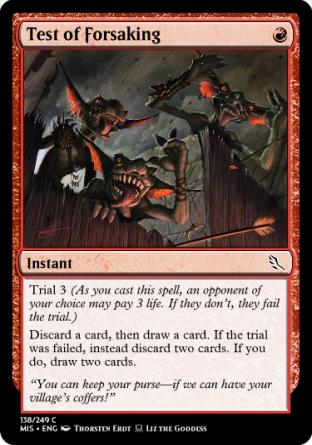 Test of Forsaking
Instant
Trial 3 (As you cast this spell, an opponent of
your choice may pay 3 life. If they don't, they fail
the trial.)
Discard a card, then draw a card. If the trial
was failed, instead discard two cards. If you
do, draw two cards.
“You can keep your purse—if we can have your
village’s coffers!”
138/249 C
MIS • ENG Thorsten Erdt Liz the Goddess